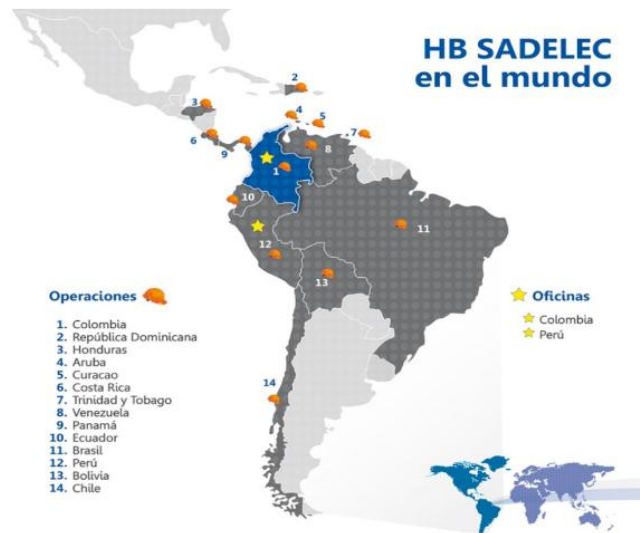 HB SADELEC
en el mundo
2
3
4
5
6
7
9
8
1
10
11
12
13
14
Operaciones
1. Colombia
2. República Dominicana
3. Honduras
4. Aruba
5. Curacao
6. Costa Rica
7. Trinidad y Tobago
8. Venezuela
9. Panamá
10. Ecuador
11. Brasil
12. Perú
13. Bolivia
14. Chile
Oficinas
Colombia
Perú